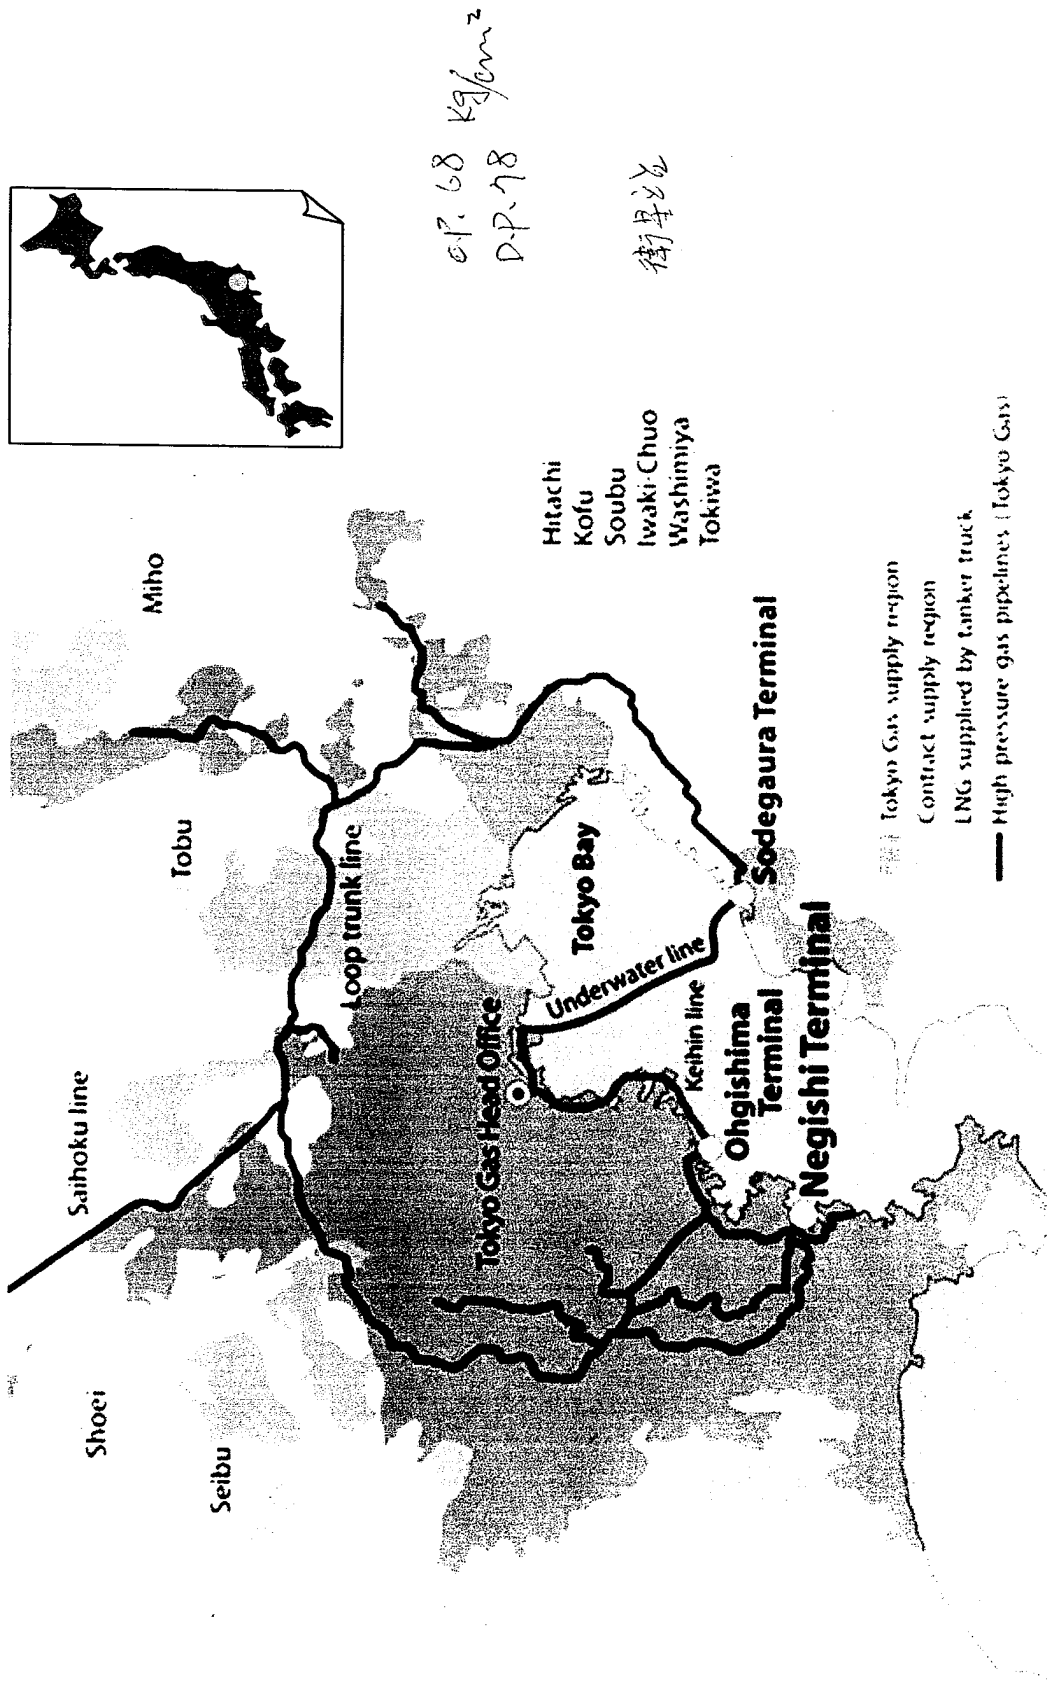 Saihoku line
Tobu
Miho
Shoei
Seibu
Loop trunk line
O.P. 68 kg/cm²
D.P. 78
Tokyo Gas Head Office
Tokyo Bay
Underwater line
Keihin line
Ohgishima
Terminal
Negishi Terminal
Sodegaura Terminal
Hitachi
Kofu
Soubu
Iwaki-Chuo
Washimiya
Tokiwa
Tokyo Gas supply region
Contract supply region
LNG supplied by tanker truck
High pressure gas pipelines (Tokyo Gas)